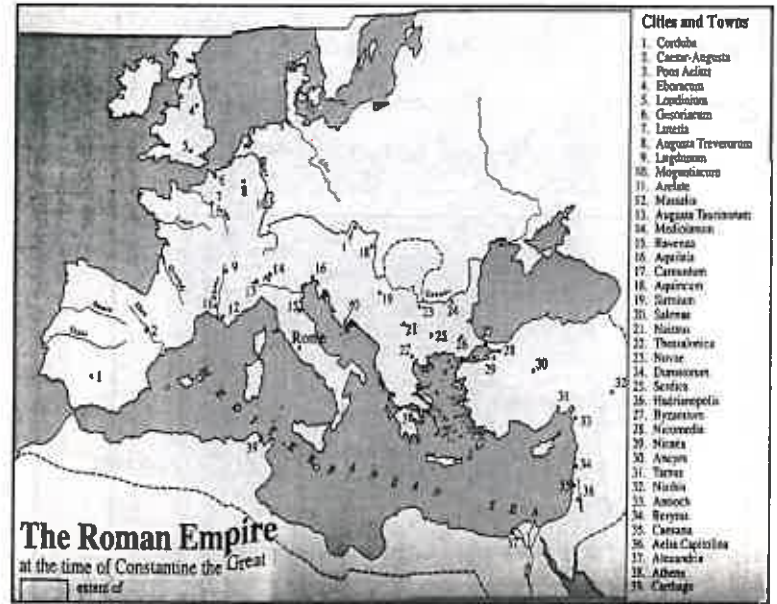 Cities and Towns
1. Corduba
2. Caesar-Augusta
3. Pons Aelius
4. Eboracum
5. Londinium
6. Gesoriacum
7. Lutetia
8. Augusta Treverorum
9. Lugdunum
10. Mogontiacum
11. Arelate
12. Massalia
13. Augusta Taurinorum
14. Mediolanum
15. Ravenna
16. Aquileia
17. Carnuntum
18. Aquincum
19. Sirmium
20. Salonae
21. Naissus
22. Thessalonica
23. Novae
24. Durostorum
25. Serdica
26. Hadrianopolis
27. Byzantium
28. Nicomedia
29. Nicaea
30. Ancyra
31. Tarsus
32. Nisibis
33. Antioch
34. Berytus
35. Caesarea
36. Aelia Capitolina
37. Alexandria
38. Athens
39. Carthage
Rome
MEDITERRANEAN SEA
The Roman Empire
at the time of Constantine the Great
extent of